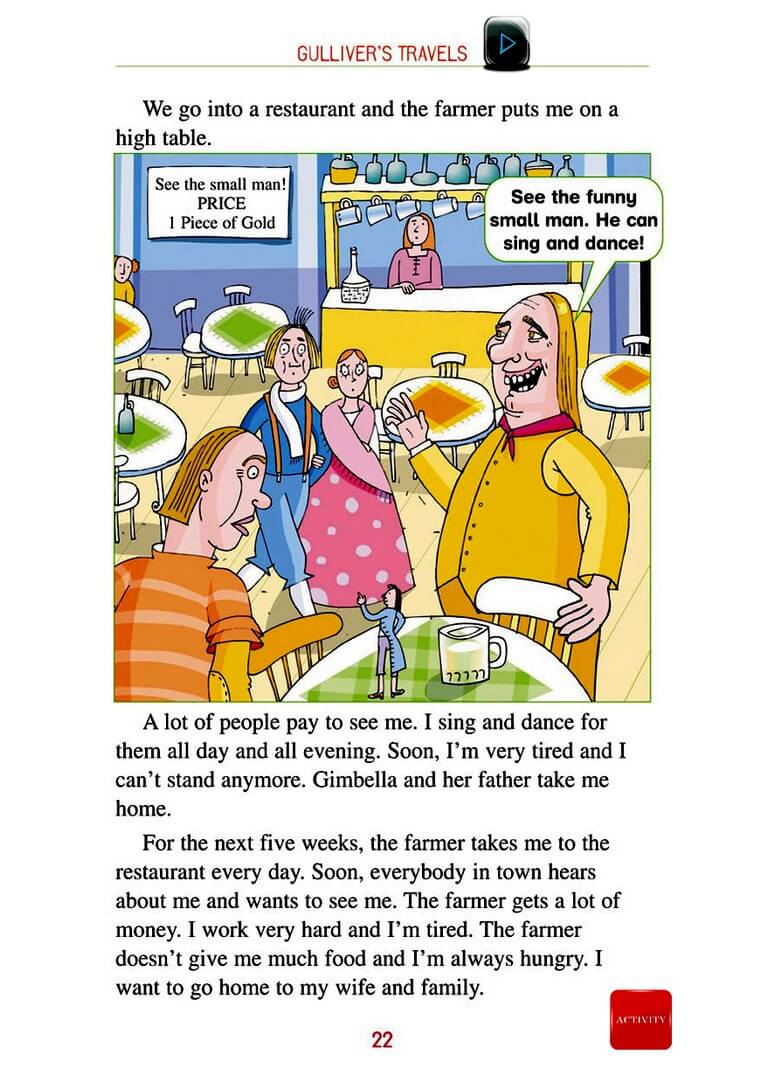 GULLIVER'S TRAVELS
We go into a restaurant and the farmer puts me on a
high table.
See the small man!
PRICE
1 Piece of Gold
See the funny
small man. He can
sing and dance!
A lot of people pay to see me. I sing and dance for
them all day and all evening. Soon, I'm very tired and I
can't stand anymore. Gimbella and her father take me
home.
For the next five weeks, the farmer takes me to the
restaurant every day. Soon, everybody in town hears
about me and wants to see me. The farmer gets a lot of
money. I work very hard and I'm tired. The farmer
doesn't give me much food and I'm always hungry. I
want to go home to my wife and family.
ACTIVITY
22